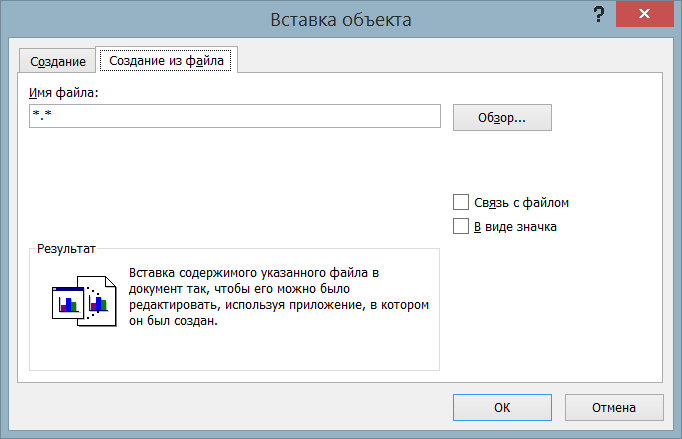 Вставка объекта
?
Создание
Создание из файла
Имя файла:
*.*
Обзор...
Связь с файлом
В виде значка
Результат
Вставка содержимого указанного файла в
документ так, чтобы его можно было
редактировать, используя приложение, в котором
он был создан.
ОК
Отмена